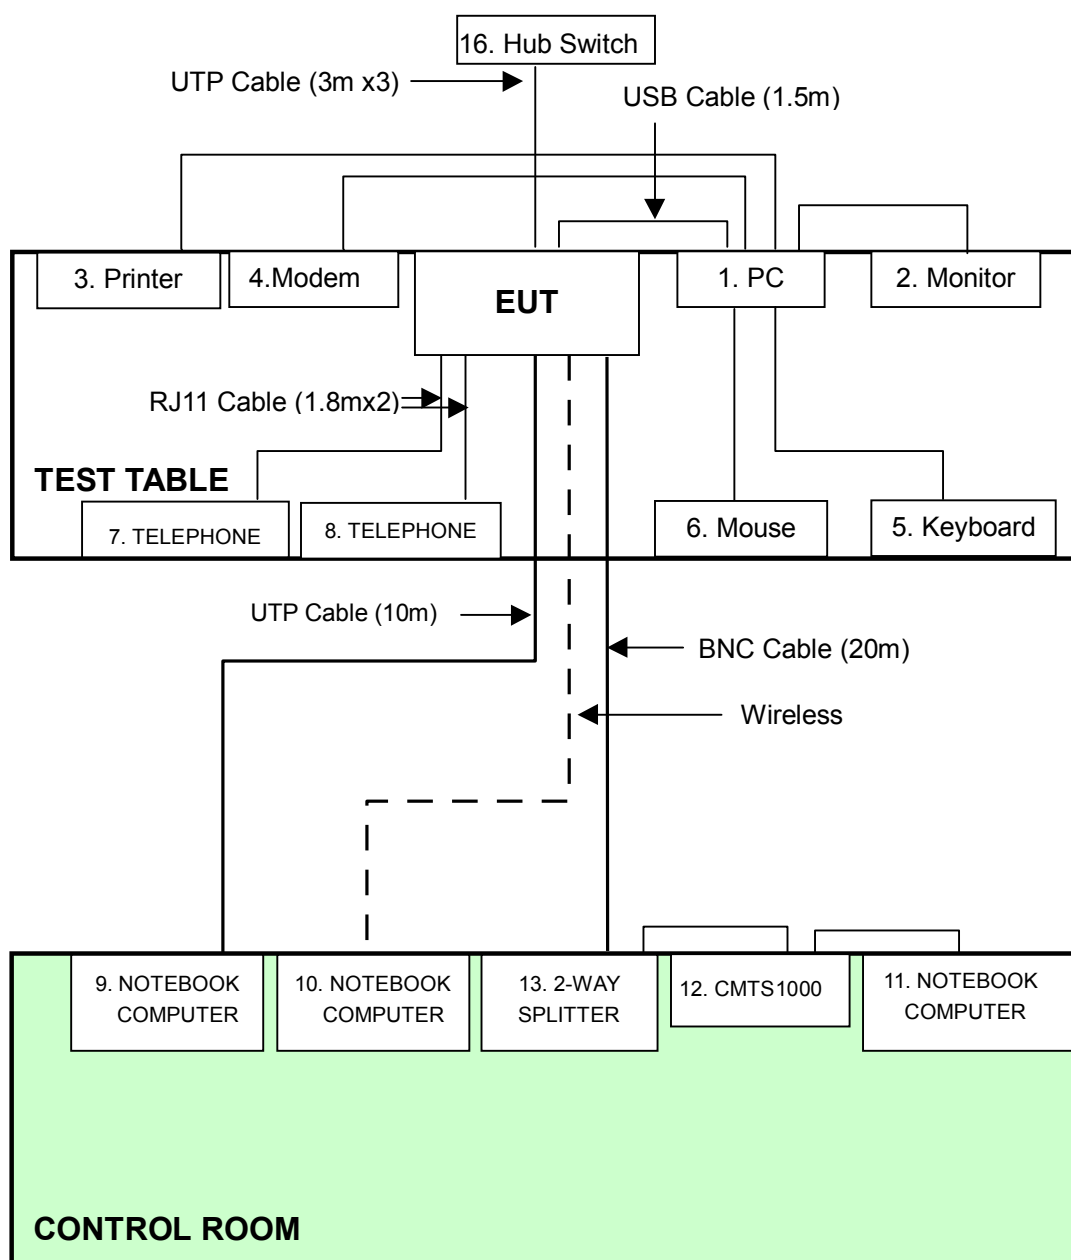 16. Hub Switch
UTP Cable (3m x3)
USB Cable (1.5m)
3. Printer
4.Modem
EUT
1. PC
2. Monitor
RJ11 Cable (1.8mx2)
TEST TABLE
7. TELEPHONE
8. TELEPHONE
6. Mouse
5. Keyboard
UTP Cable (10m)
BNC Cable (20m)
Wireless
9. NOTEBOOK
COMPUTER
10. NOTEBOOK
COMPUTER
13. 2-WAY
SPLITTER
12. CMTS1000
11. NOTEBOOK
COMPUTER
CONTROL ROOM